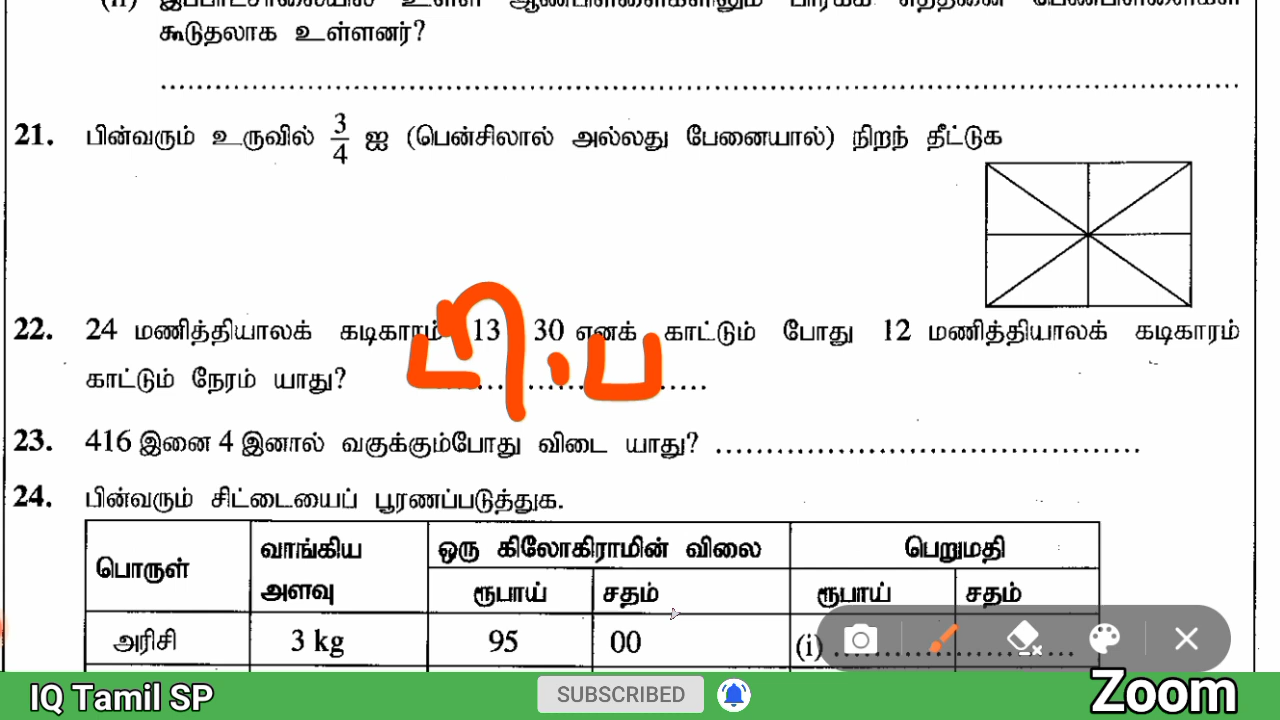 கூடுதலாக உள்ளனர்?
21. பின்வரும் உருவில் 3/4 ஐ (பென்சிலால் அல்லது பேனையால்) நிறந் தீட்டுக
22. 24 மணித்தியாலக் கடிகாரம் 13 30 எனக் காட்டும் போது 12 மணித்தியாலக் கடிகாரம்
காட்டும் நேரம் யாது? ..........
பி.ப
23. 416 இனை 4 இனால் வகுக்கும்போது விடை யாது? ..........
24. பின்வரும் சிட்டையைப் பூரணப்படுத்துக.
பொருள் வாங்கிய அளவு ஒரு கிலோகிராமின் விலை பெறுமதி
ரூபாய் சதம் ரூபாய் சதம்
அரிசி 3 kg 95 00 (i) ..........
IQ Tamil SP SUBSCRIBED Zoom